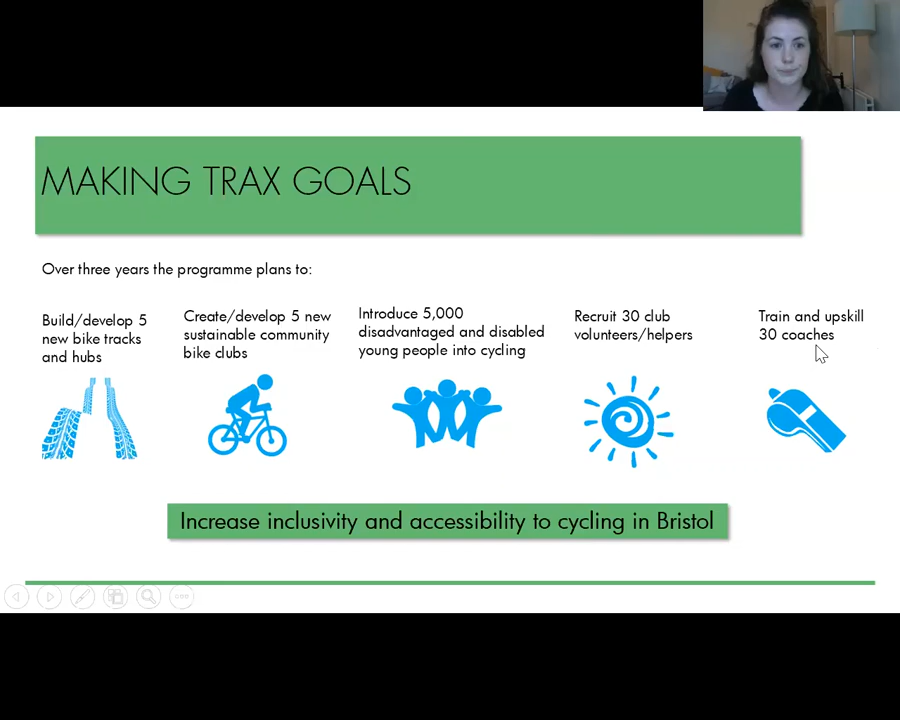 MAKING TRAX GOALS
Over three years the programme plans to:
Build/develop 5
new bike tracks
and hubs
Create/develop 5 new
sustainable community
bike clubs
Introduce 5,000
disadvantaged and disabled
young people into cycling
Recruit 30 club
volunteers/helpers
Train and upskill
30 coaches
Increase inclusivity and accessibility to cycling in Bristol